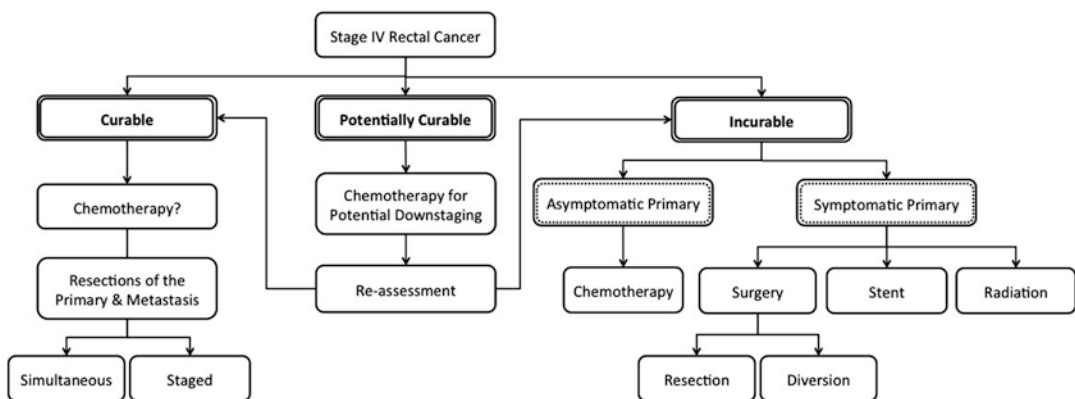 Stage IV Rectal Cancer
Curable
Potentially Curable
Incurable
Chemotherapy?
Chemotherapy for
Potential Downstaging
Asymptomatic Primary
Symptomatic Primary
Resections of the
Primary & Metastasis
Re-assessment
Chemotherapy
Surgery
Stent
Radiation
Simultaneous
Staged
Resection
Diversion